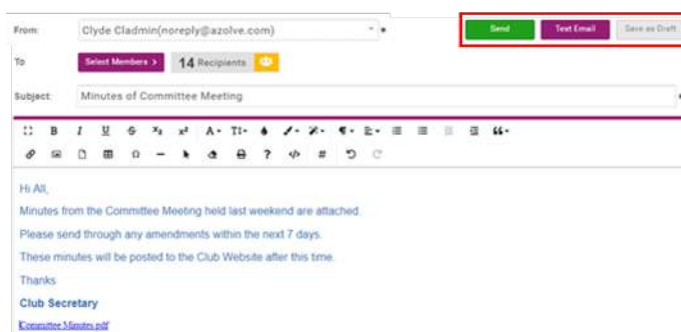 From: Clyde Cladmin(noreply@azolve.com) Send Test Email Save as Draft
To Select Members > 14 Recipients
Subject: Minutes of Committee Meeting
Hi All,
Minutes from the Committee Meeting held last weekend are attached.
Please send through any amendments within the next 7 days.
These minutes will be posted to the Club Website after this time.
Thanks
Club Secretary
Committee Minutes.pdf